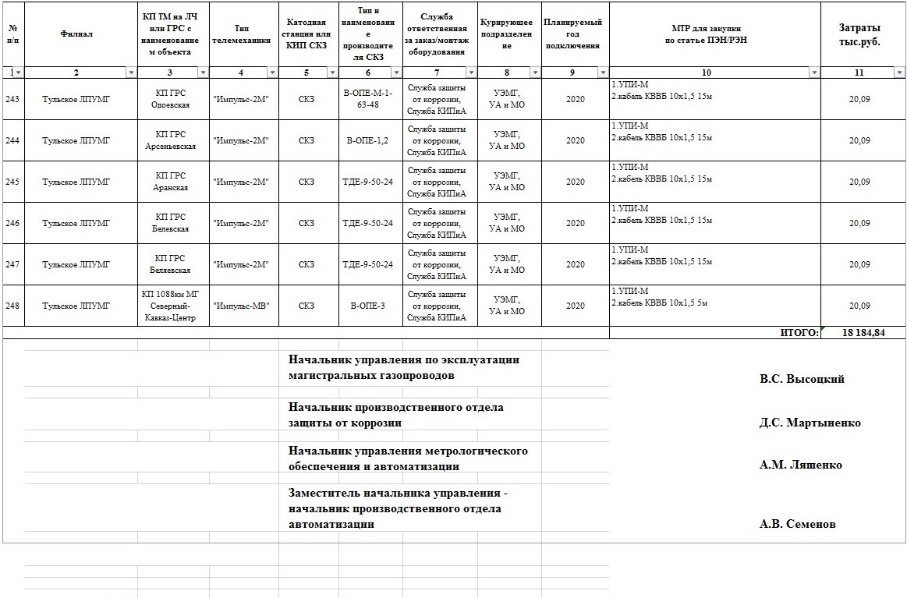 № п/п
Филиал
КП ТМ на ЛЧ
или ГРС с
наименование
м объекта
Тип
телемеханики
Катодная
станция или
КИП СКЗ
Тип и
наименовани
е
производите
ля СКЗ
Служба
ответственная
за заказ/монтаж
оборудования
Курирующее
подразделен
ие
Планируемый
год
подключения
МТР для закупки
по статье ПЭН/РЭН
Затраты
тыс.руб.
1 2 3 4 5 6 7 8 9 10 11
243
Тульское ЛПУМГ
КП ГРС
Одоевская
"Импульс-2М"
СКЗ
В-ОПЕ-М-1-
63-48
Служба защиты
от коррозии,
Служба КИПиА
УЭМГ,
УА и МО
2020
1.УПИ-М
2.кабель КВВБ 10х1,5 15м
20,09
244
Тульское ЛПУМГ
КП ГРС
Арсеньевская
"Импульс-2М"
СКЗ
В-ОПЕ-1,2
Служба защиты
от коррозии,
Служба КИПиА
УЭМГ,
УА и МО
2020
1.УПИ-М
2.кабель КВВБ 10х1,5 15м
20,09
245
Тульское ЛПУМГ
КП ГРС
Аранская
"Импульс-2М"
СКЗ
ТДЕ-9-50-24
Служба защиты
от коррозии,
Служба КИПиА
УЭМГ,
УА и МО
2020
1.УПИ-М
2.кабель КВВБ 10х1,5 15м
20,09
246
Тульское ЛПУМГ
КП ГРС
Белевская
"Импульс-2М"
СКЗ
ТДЕ-9-50-24
Служба защиты
от коррозии,
Служба КИПиА
УЭМГ,
УА и МО
2020
1.УПИ-М
2.кабель КВВБ 10х1,5 15м
20,09
247
Тульское ЛПУМГ
КП ГРС
Беляевская
"Импульс-2М"
СКЗ
ТДЕ-9-50-24
Служба защиты
от коррозии,
Служба КИПиА
УЭМГ,
УА и МО
2020
1.УПИ-М
2.кабель КВВБ 10х1,5 15м
20,09
248
Тульское ЛПУМГ
КП 1088км МГ
Северный-
Кавказ-Центр
"Импульс-МВ"
СКЗ
В-ОПЕ-3
Служба защиты
от коррозии,
Служба КИПиА
УЭМГ,
УА и МО
2020
1.УПИ-М
2.кабель КВВБ 10х1,5 5м
20,09
ИТОГО: 18 184,84
Начальник управления по эксплуатации
магистральных газопроводов
В.С. Высоцкий
Начальник производственного отдела
защиты от коррозии
Д.С. Мартыненко
Начальник управления метрологического
обеспечения и автоматизации
А.М. Ляшенко
Заместитель начальника управления -
начальник производственного отдела
автоматизации
А.В. Семенов